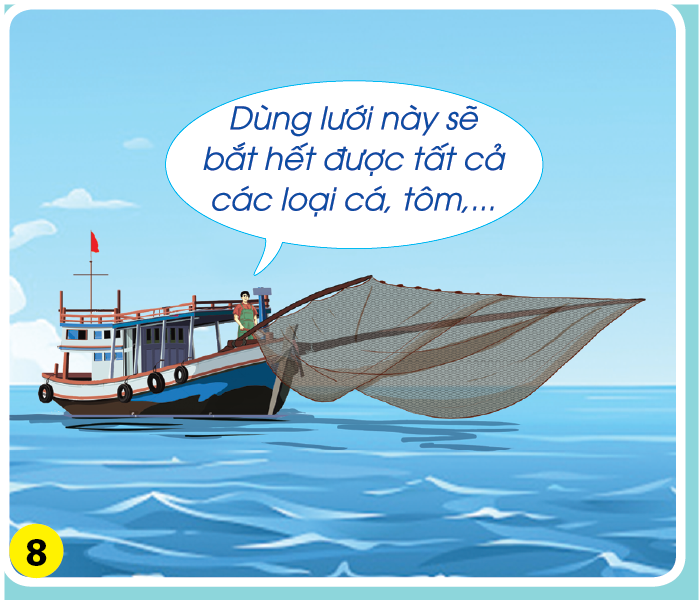 Dùng lưới này sẽ
bắt hết được tất cả
các loại cá, tôm,...
8